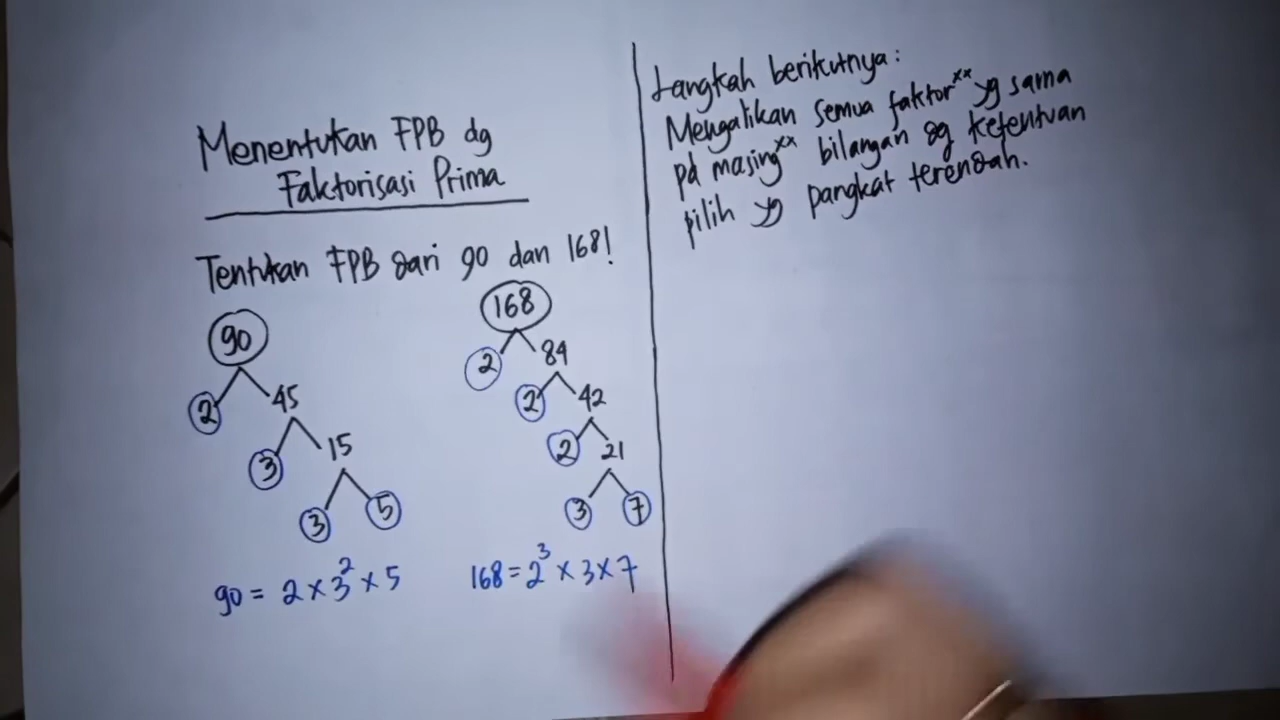 Menentukan FPB dg
Faktorisasi Prima
Tentukan FPB dari 90 dan 168!
90
2 45
3 15
3 5
90 = 2 × 3² × 5
168
2 84
2 42
2 21
3 7
168 = 2³ × 3 × 7
Langkah berikutnya:
Mengalikan semua faktorˣˣ yg sama
pd masingˣˣ bilangan dg ketentuan
pilih yg pangkat terendah.